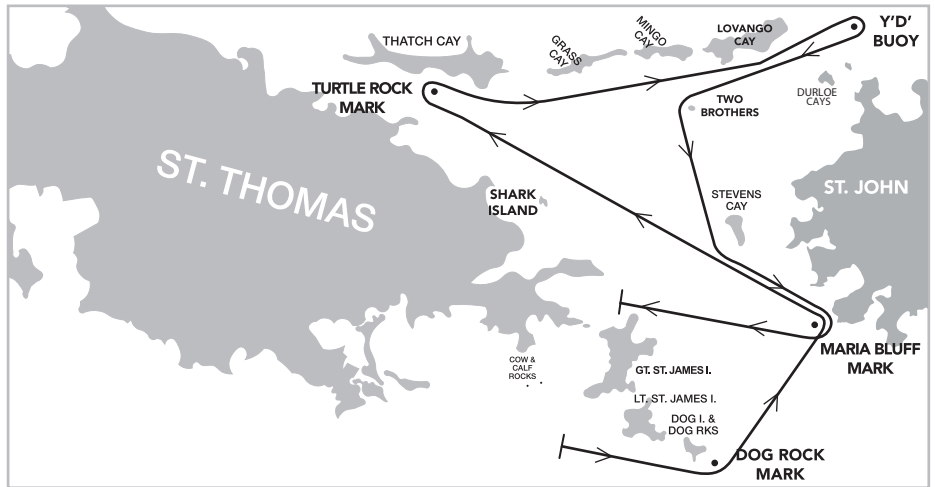 Y'D'
BUOY
THATCH CAY
GRASS
CAY
MINGO
CAY
LOVANGO
CAY
TURTLE ROCK
MARK
DURLOE
CAYS
TWO
BROTHERS
ST. THOMAS
SHARK
ISLAND
STEVENS
CAY
ST. JOHN
MARIA BLUFF
MARK
COW &
CALF
ROCKS
GT. ST. JAMES I.
LT. ST. JAMES I.
DOG I. &
DOG RKS
DOG ROCK
MARK